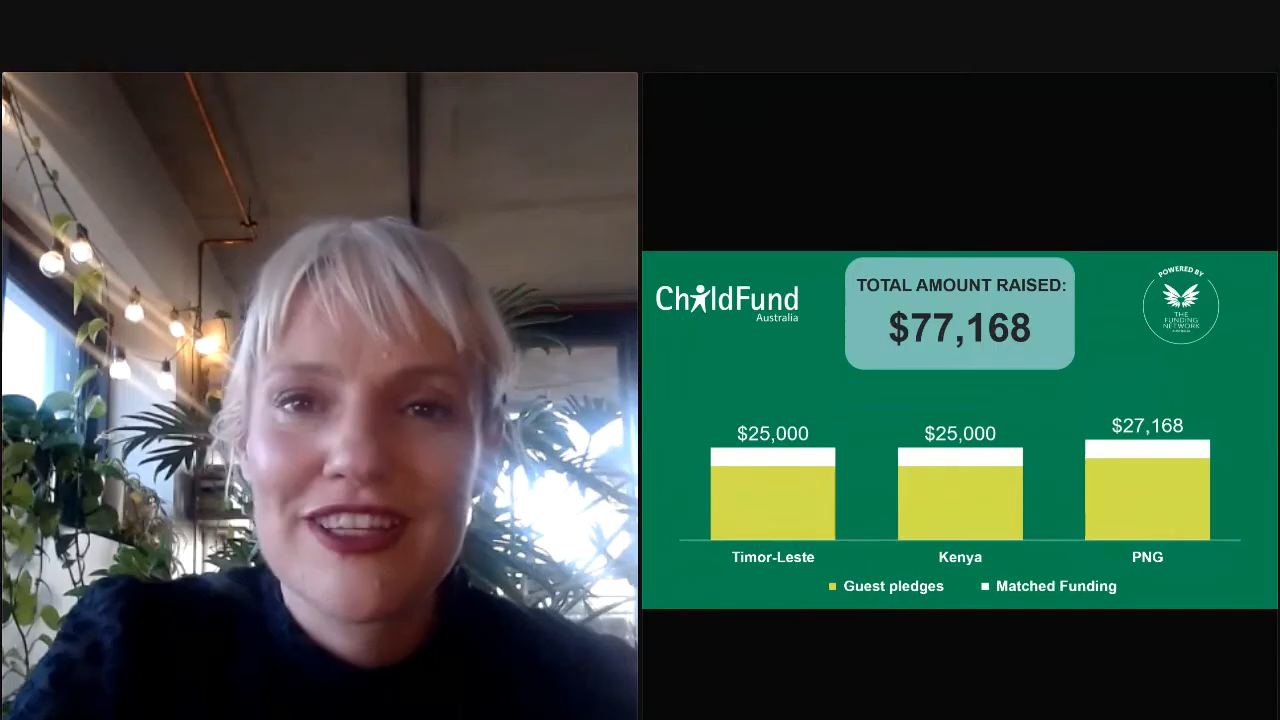 ChildFund
Australia
TOTAL AMOUNT RAISED:
$77,168
POWERED BY
THE
FUNDING
NETWORK
AUSTRALIA
$25,000
$25,000
$27,168
Timor-Leste
Kenya
PNG
Guest pledges
Matched Funding